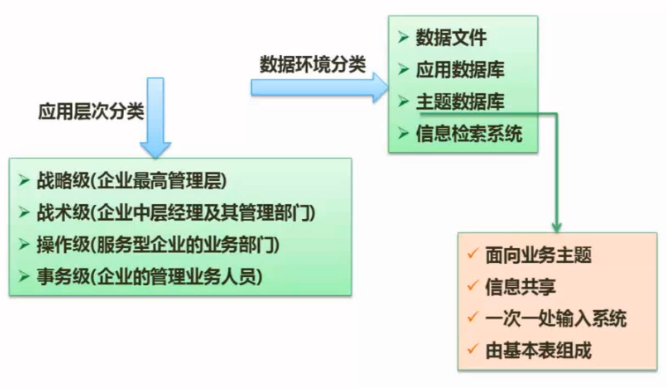 数据环境分类
数据文件
应用数据库
主题数据库
信息检索系统
应用层次分类
战略级(企业最高管理层)
战术级(企业中层经理及其管理部门)
操作级(服务型企业的业务部门)
事务级(企业的管理业务人员)
面向业务主题
信息共享
一次一处输入系统
由基本表组成